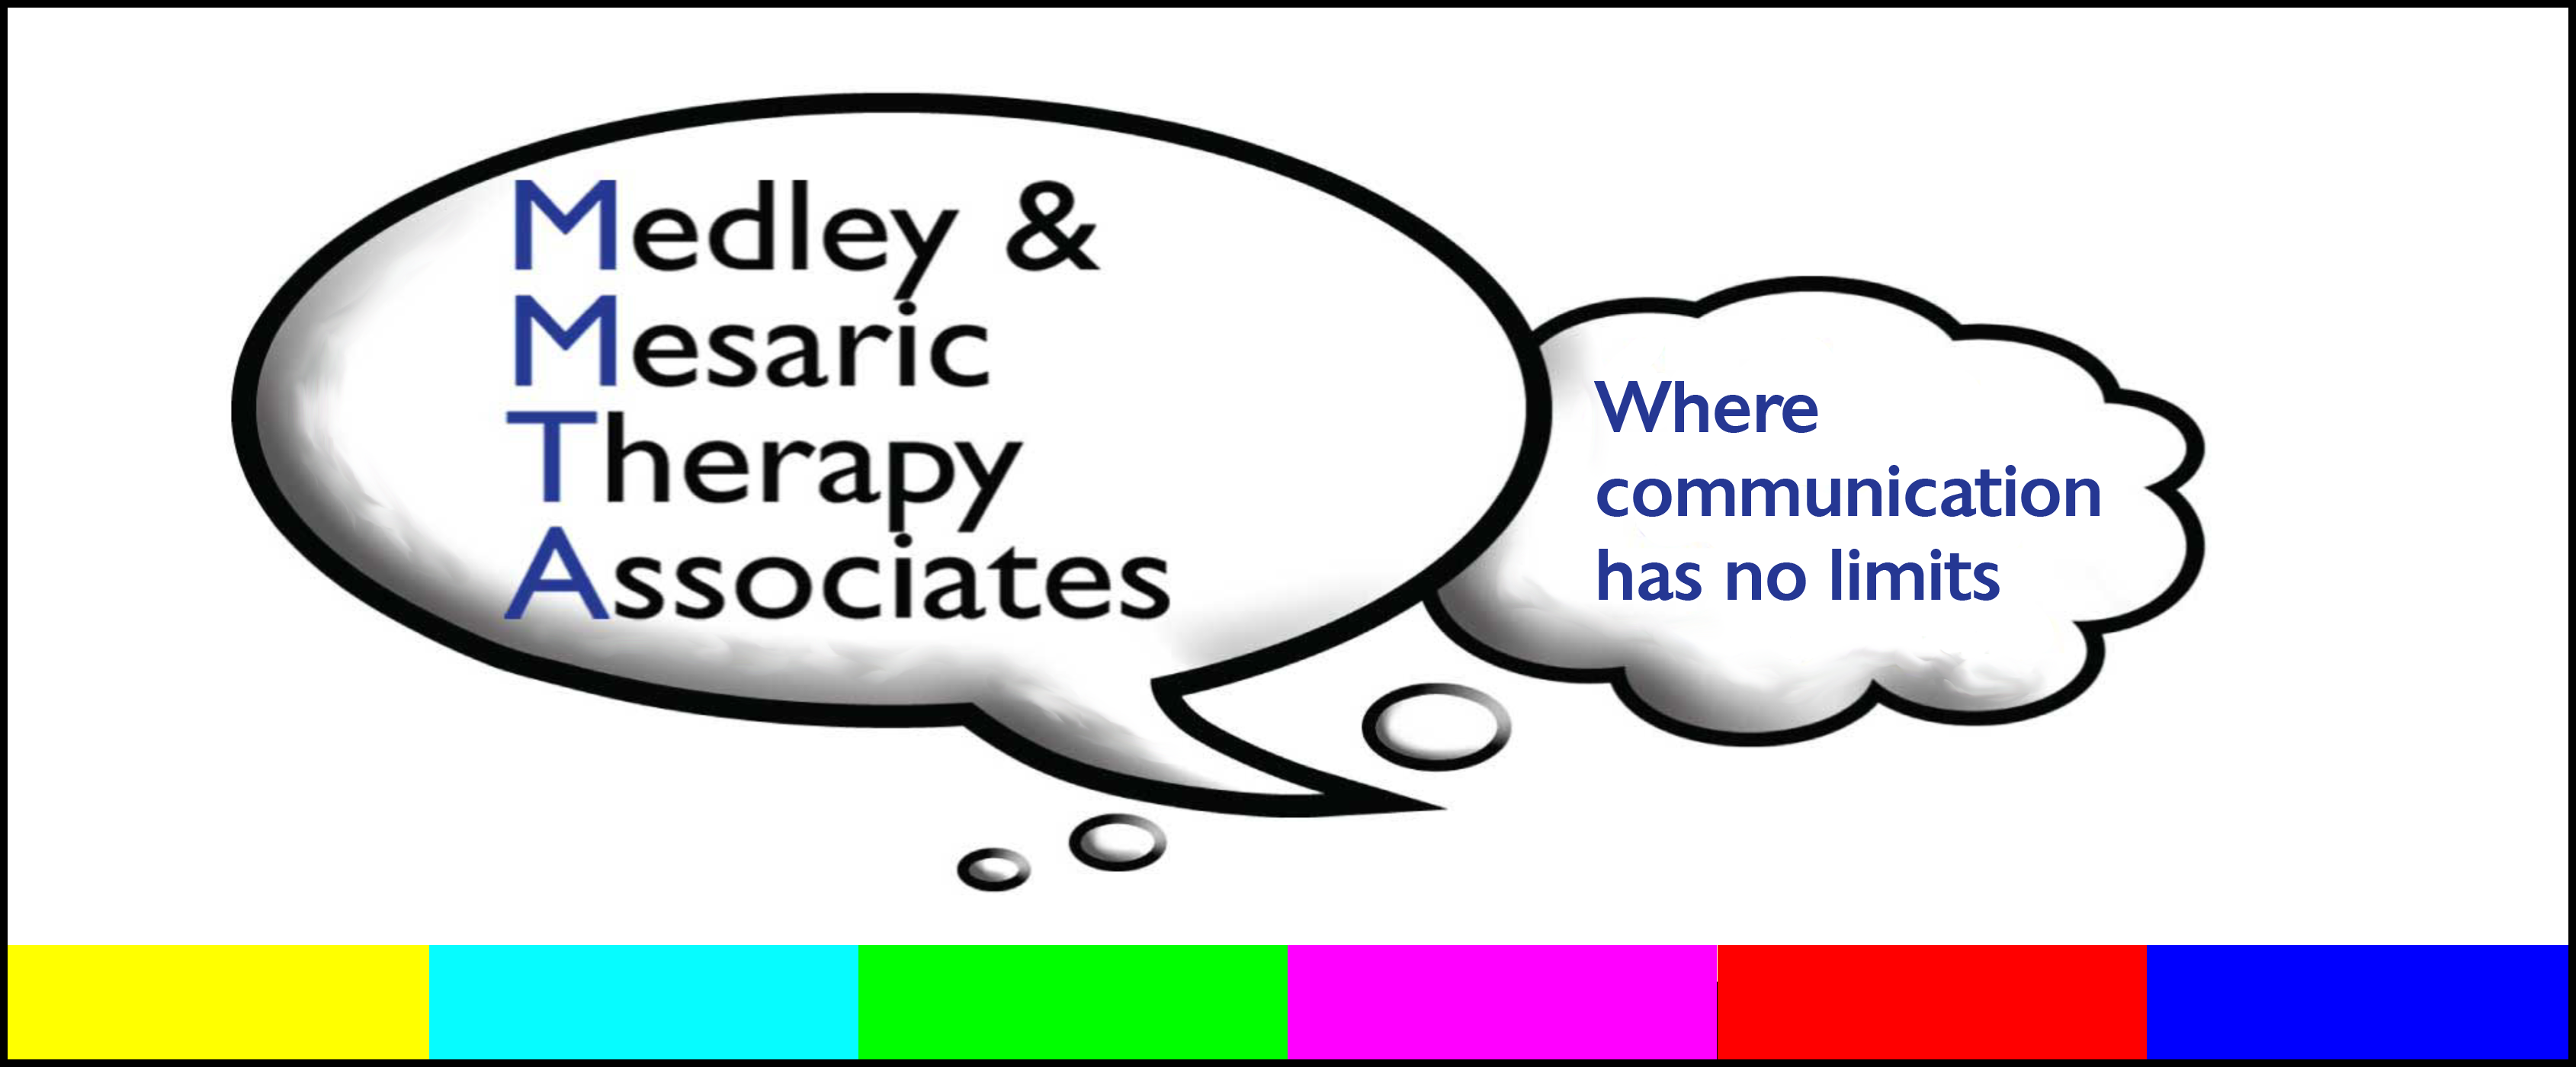 Medley &
Mesaric
Therapy
Associates
Where
communication
has no limits